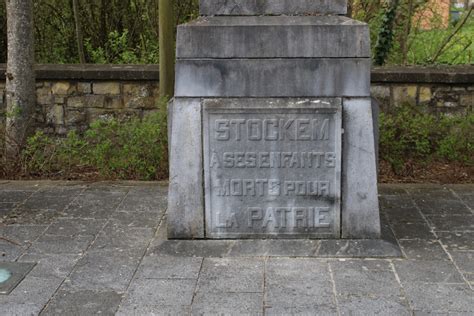 STOCKEM
A SES ENFANTS
MORTS POUR
LA PATRIE